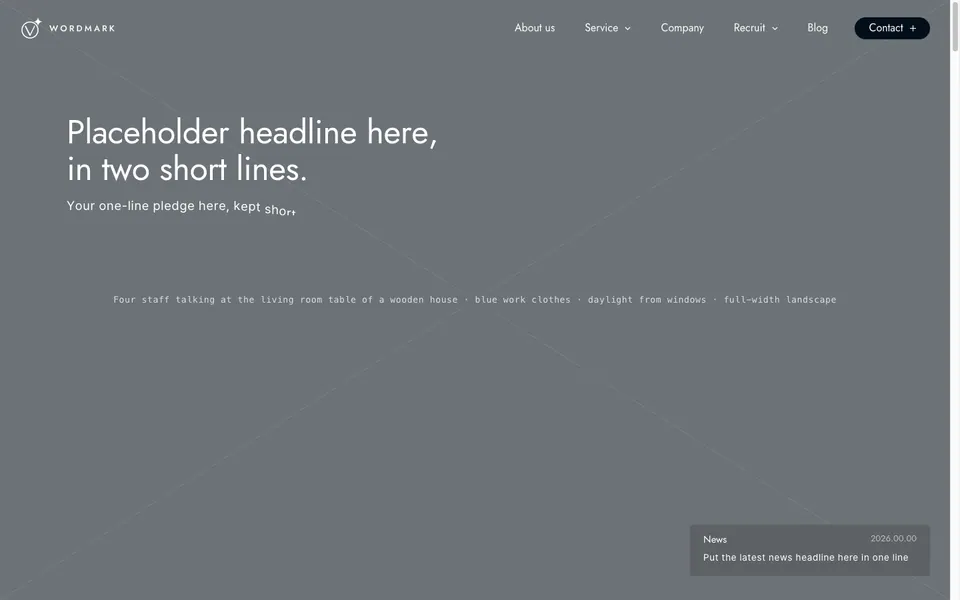 WORDMARK
About us
Service
Company
Recruit
Blog
Contact +
Placeholder headline here,
in two short lines.
Your one-line pledge here, kept short
Four staff talking at the living room table of a wooden house · blue work clothes · daylight from windows · full-width landscape
News
2026.00.00
Put the latest news headline here in one line